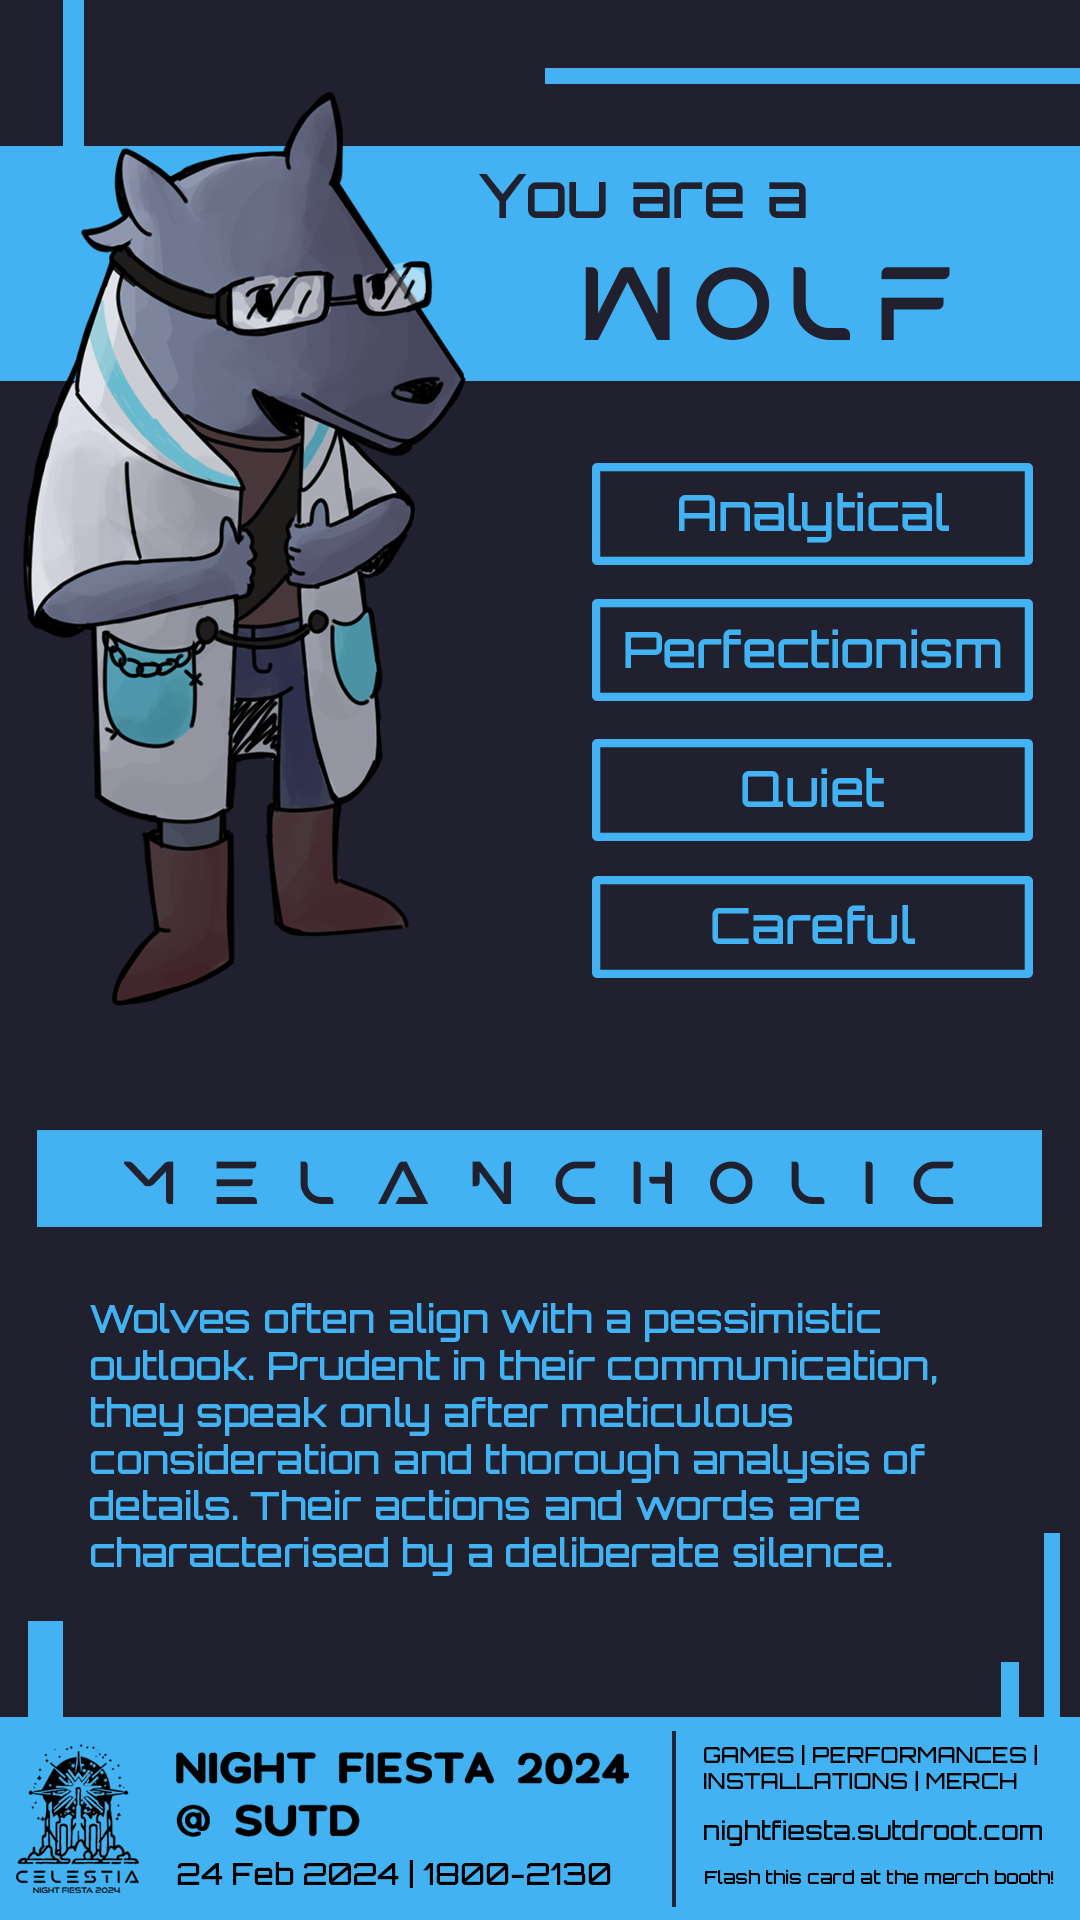 You are a
WOLF
Analytical
Perfectionism
Quiet
Careful
MELANCHOLIC
Wolves often align with a pessimistic
outlook. Prudent in their communication,
they speak only after meticulous
consideration and thorough analysis of
details. Their actions and words are
characterised by a deliberate silence.
CELESTIA
NIGHT FIESTA 2024
NIGHT FIESTA 2024
@ SUTD
24 Feb 2024 | 1800-2130
GAMES | PERFORMANCES |
INSTALLATIONS | MERCH
nightfiesta.sutdroot.com
Flash this card at the merch booth!